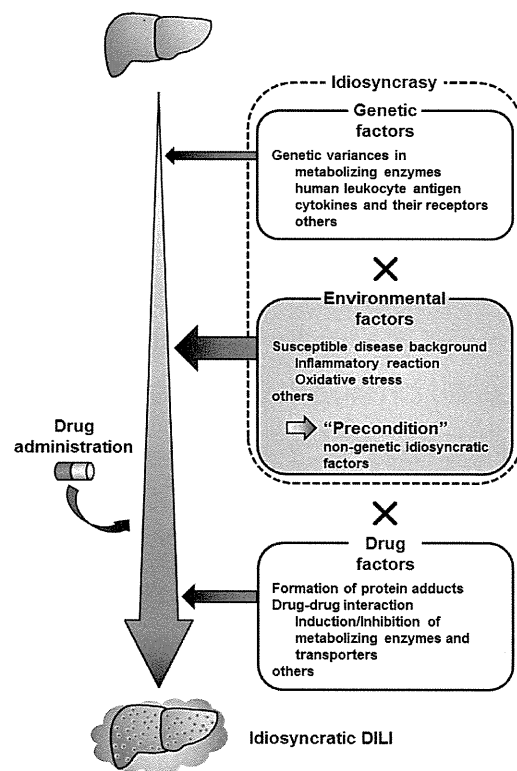 Idiosyncrasy
Genetic
factors
Genetic variances in
metabolizing enzymes
human leukocyte antigen
cytokines and their receptors
others
×
Environmental
factors
Susceptible disease background
Inflammatory reaction
Oxidative stress
others
“Precondition”
non-genetic idiosyncratic
factors
Drug
administration
×
Drug
factors
Formation of protein adducts
Drug-drug interaction
Induction/Inhibition of
metabolizing enzymes and
transporters
others
Idiosyncratic DILI